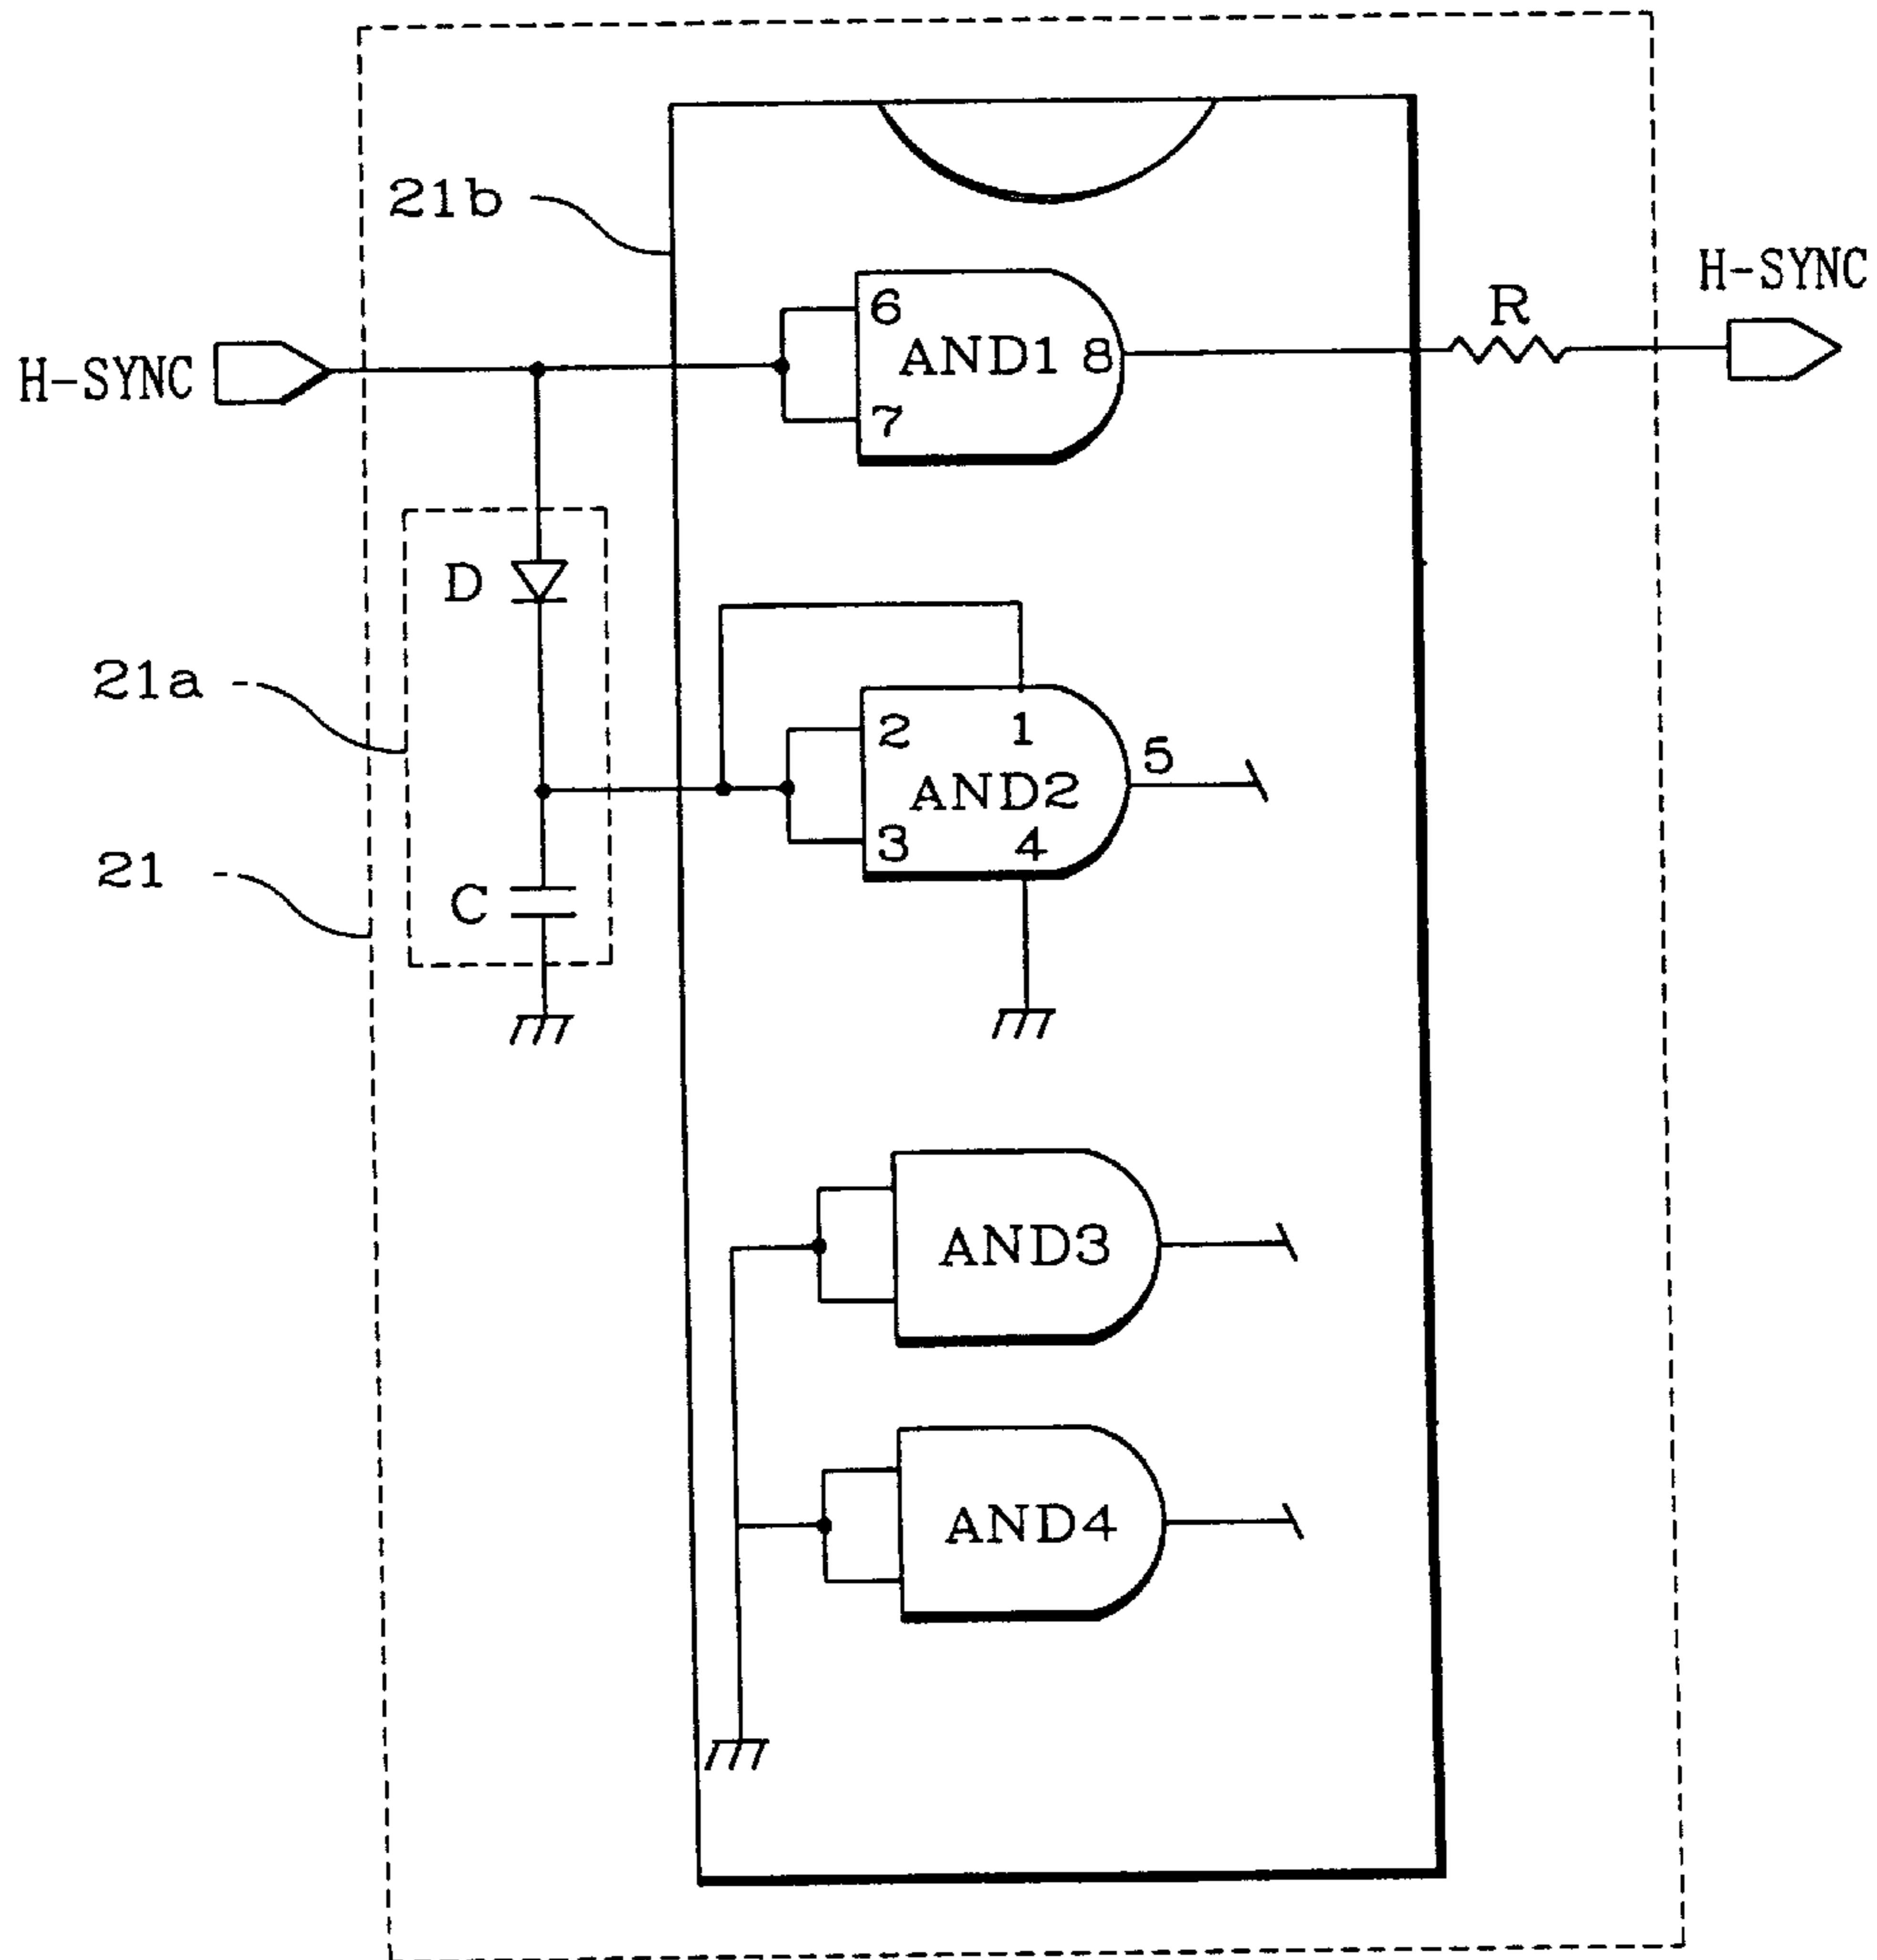 21b
H-SYNC
R
H-SYNC
6
AND1 8
7
D
21a
2 1
5
AND2
3 4
21
C
AND3
AND4